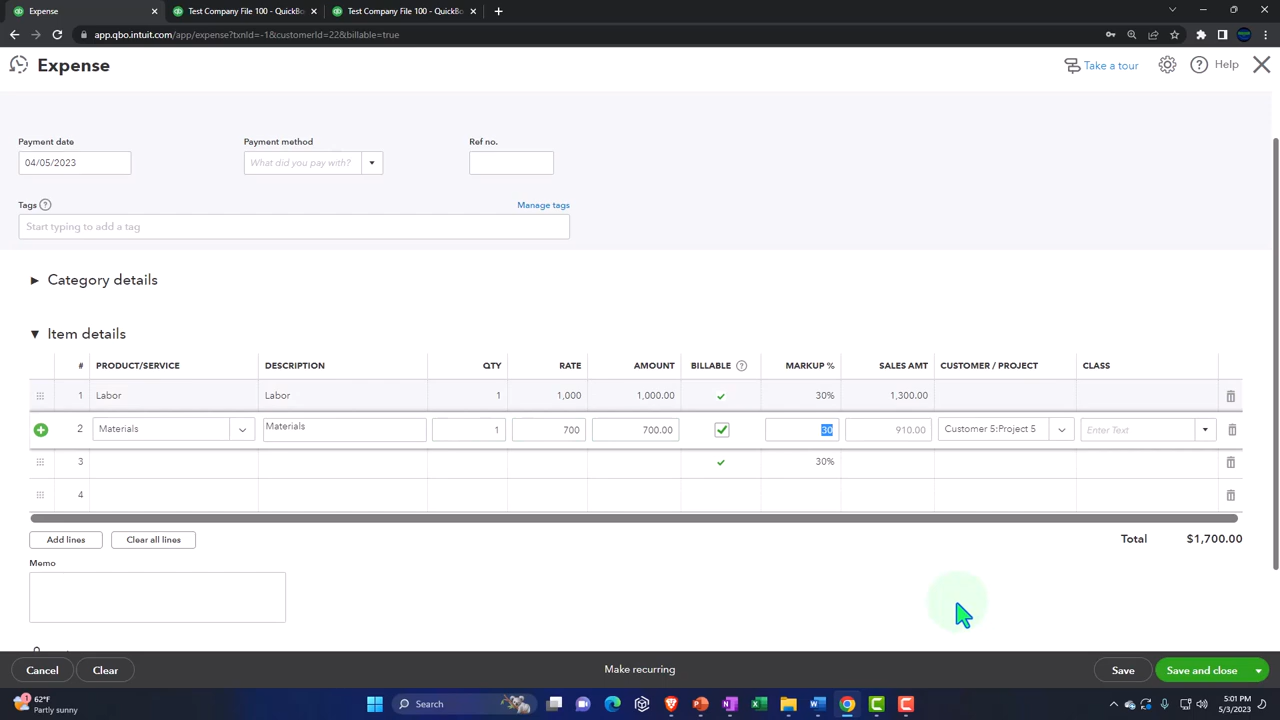 Expense
Test Company File 100 - QuickBo
Test Company File 100 - QuickBo
app.qbo.intuit.com/app/expense?txnId=-1&customerId=22&billable=true
Expense
Take a tour
Help
Payment date
Payment method
Ref no.
04/05/2023
What did you pay with?
Tags
Manage tags
Start typing to add a tag
Category details
Item details
# PRODUCT/SERVICE DESCRIPTION QTY RATE AMOUNT BILLABLE MARKUP % SALES AMT CUSTOMER / PROJECT CLASS
1 Labor Labor 1 1,000 1,000.00 30% 1,300.00
2 Materials Materials 1 700 700.00 30 910.00 Customer 5:Project 5 Enter Text
3 30%
4
Add lines
Clear all lines
Total $1,700.00
Memo
Cancel
Clear
Make recurring
Save
Save and close
1
62°F
Partly sunny
Search
5:01 PM
5/3/2023